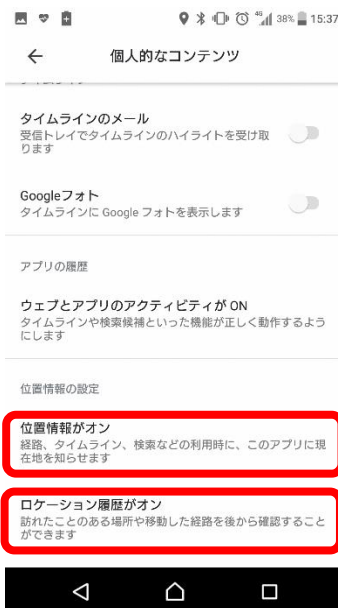 4G 38% 15:37
個人的なコンテンツ
タイムラインのメール
受信トレイでタイムラインのハイライトを受け取
ります
Googleフォト
タイムラインに Google フォトを表示します
アプリの履歴
ウェブとアプリのアクティビティが ON
タイムラインや検索候補といった機能が正しく動作するよう
にします
位置情報の設定
位置情報がオン
経路、タイムライン、検索などの利用時に、このアプリに現
在地を知らせます
ロケーション履歴がオン
訪れたことのある場所や移動した経路を後から確認すること
ができます